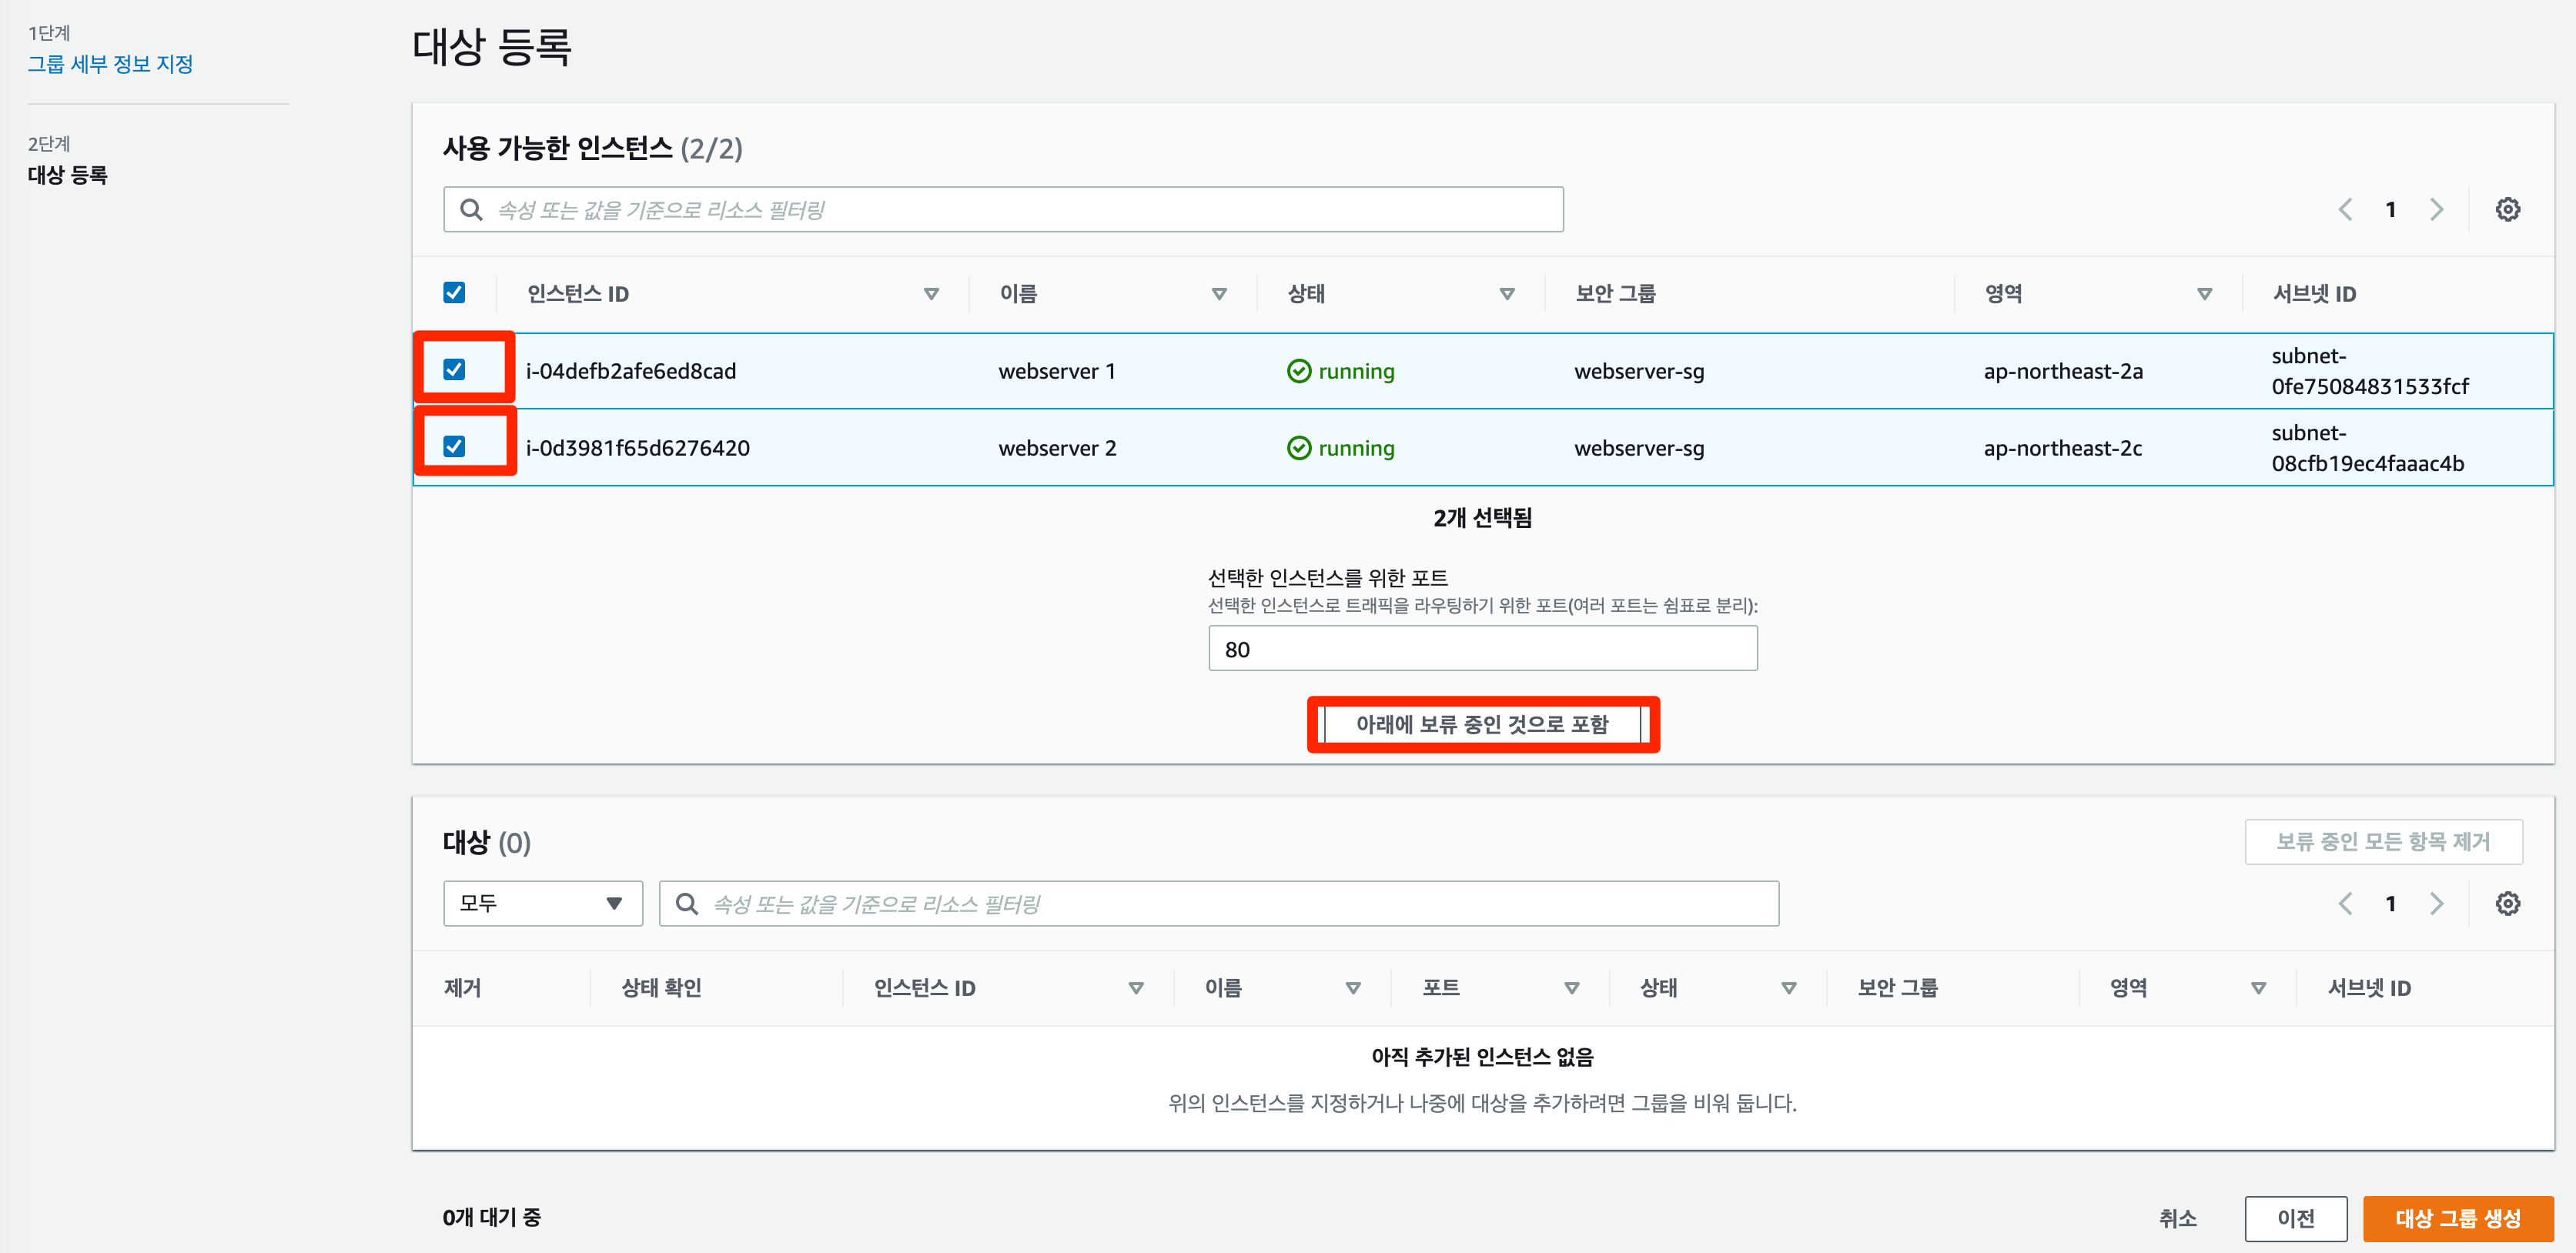 1단계
그룹 세부 정보 지정
2단계
대상 등록
대상 등록
사용 가능한 인스턴스 (2/2)
속성 또는 값을 기준으로 리소스 필터링
1
인스턴스 ID 이름 상태 보안 그룹 영역 서브넷 ID
i-04defb2afe6ed8cad webserver 1 running webserver-sg ap-northeast-2a subnet-
0fe75084831533fcf
i-0d3981f65d6276420 webserver 2 running webserver-sg ap-northeast-2c subnet-
08cfb19ec4faaac4b
2개 선택됨
선택한 인스턴스를 위한 포트
선택한 인스턴스로 트래픽을 라우팅하기 위한 포트(여러 포트는 쉼표로 분리):
80
아래에 보류 중인 것으로 포함
대상 (0)
보류 중인 모든 항목 제거
모두 속성 또는 값을 기준으로 리소스 필터링 1
제거 상태 확인 인스턴스 ID 이름 포트 상태 보안 그룹 영역 서브넷 ID
아직 추가된 인스턴스 없음
위의 인스턴스를 지정하거나 나중에 대상을 추가하려면 그룹을 비워 둡니다.
0개 대기 중 취소 이전 대상 그룹 생성